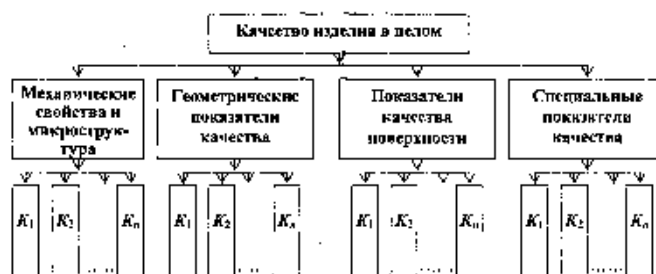 Качество изделия в целом
Механические
свойства и
микрострук-
тура
Геометрические
показатели
качества
Показатели
качества
поверхности
Специальные
показатели
качества
K1 K2 ..... Kn
K1 K2 ..... Kn
K1 K2 ..... Kn
K1 K2 ..... Kn